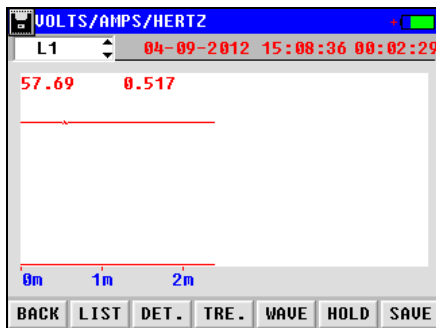 VOLTS/AMPS/HERTZ
L1 04-09-2012 15:08:36 00:02:29
57.69 0.517
0m 1m 2m
BACK LIST DET. TRE. WAVE HOLD SAVE